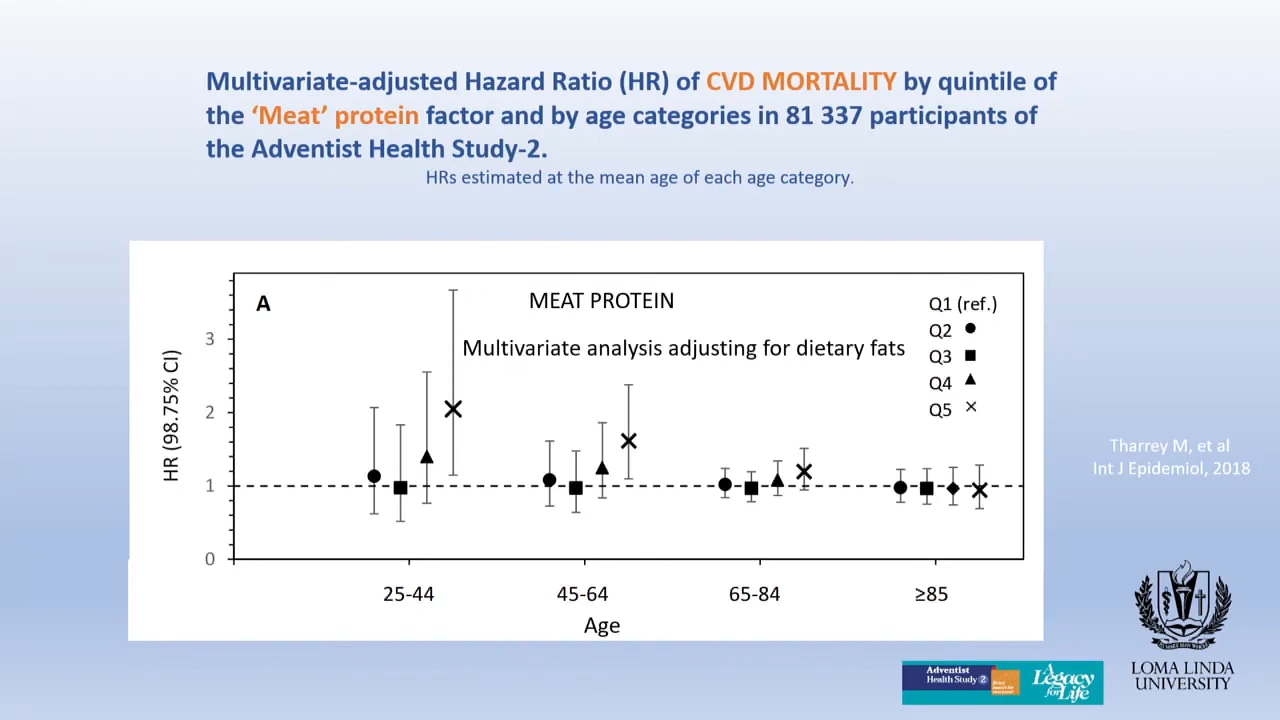 Multivariate-adjusted Hazard Ratio (HR) of CVD MORTALITY by quintile of
the ‘Meat’ protein factor and by age categories in 81 337 participants of
the Adventist Health Study-2.
HRs estimated at the mean age of each age category.
A
MEAT PROTEIN
Multivariate analysis adjusting for dietary fats
Q1 (ref.)
Q2
Q3
Q4
Q5
HR (98.75% CI)
3
2
1
0
25-44
45-64
65-84
≥85
Age
Tharrey M, et al
Int J Epidemiol, 2018
Adventist
Health Study 2
A
Legacy
for Life
LOMA LINDA
UNIVERSITY